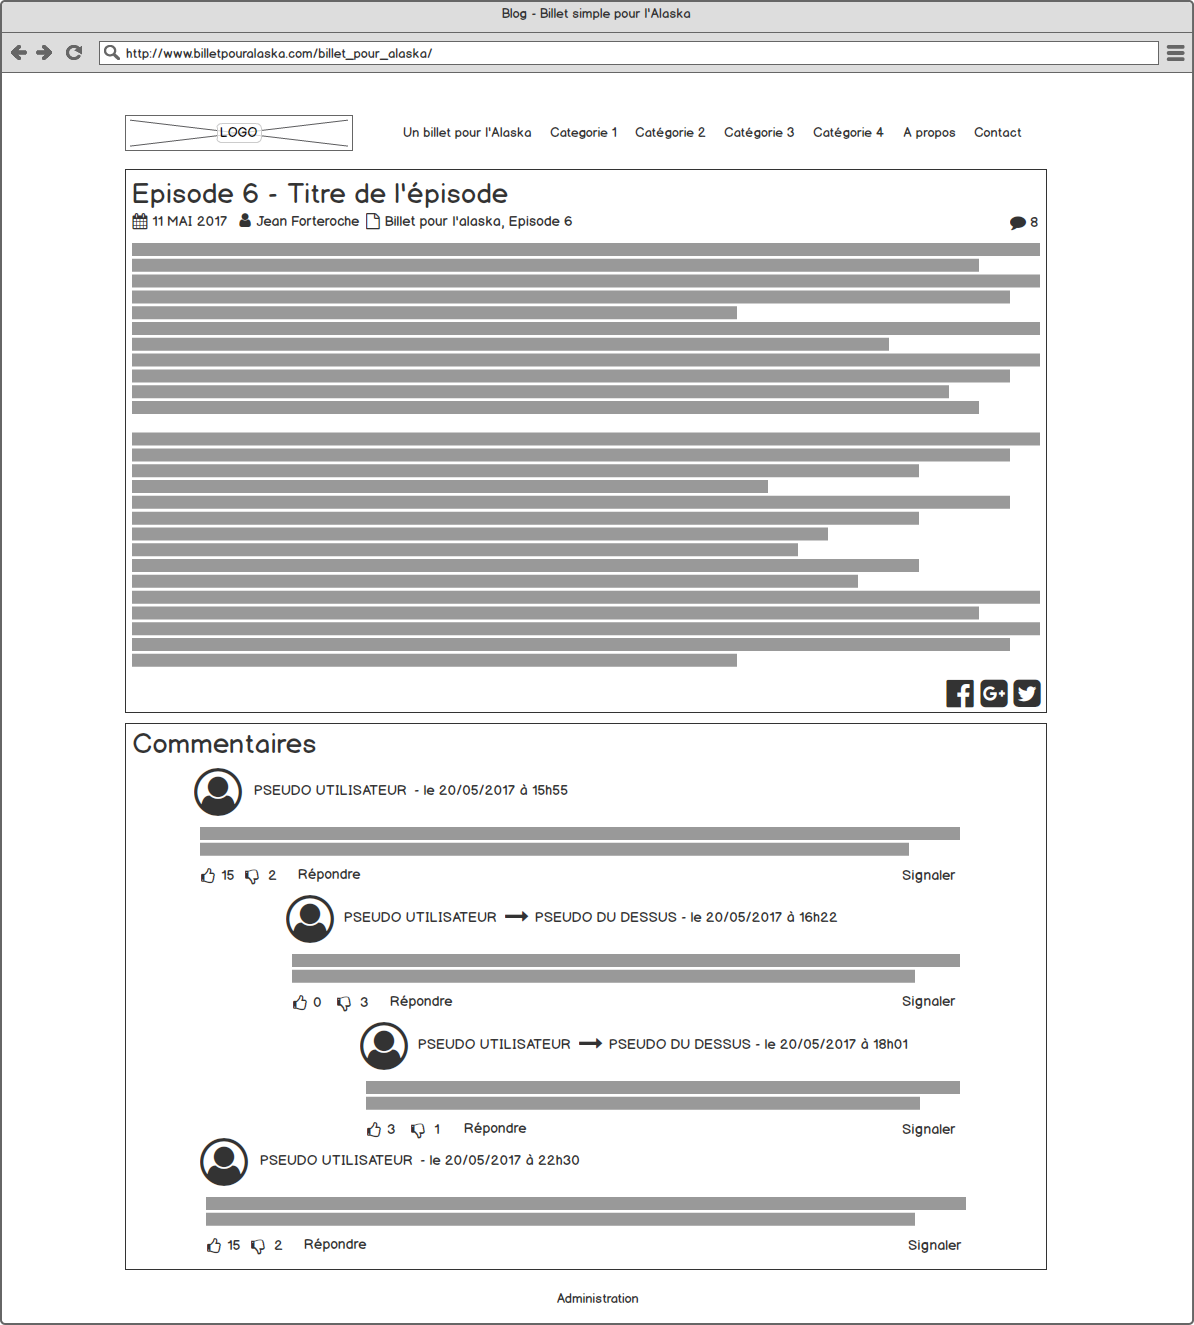 Blog - Billet simple pour l'Alaska
http://www.billetpouralaska.com/billet_pour_alaska/
LOGO Un billet pour l'Alaska Categorie 1 Catégorie 2 Catégorie 3 Catégorie 4 A propos Contact
Episode 6 - Titre de l'épisode
11 MAI 2017 Jean Forteroche Billet pour l'alaska, Episode 6 8
Commentaires
PSEUDO UTILISATEUR - le 20/05/2017 à 15h55
15 2 Répondre Signaler
PSEUDO UTILISATEUR PSEUDO DU DESSUS - le 20/05/2017 à 16h22
0 3 Répondre Signaler
PSEUDO UTILISATEUR PSEUDO DU DESSUS - le 20/05/2017 à 18h01
3 1 Répondre Signaler
PSEUDO UTILISATEUR - le 20/05/2017 à 22h30
15 2 Répondre Signaler
Administration